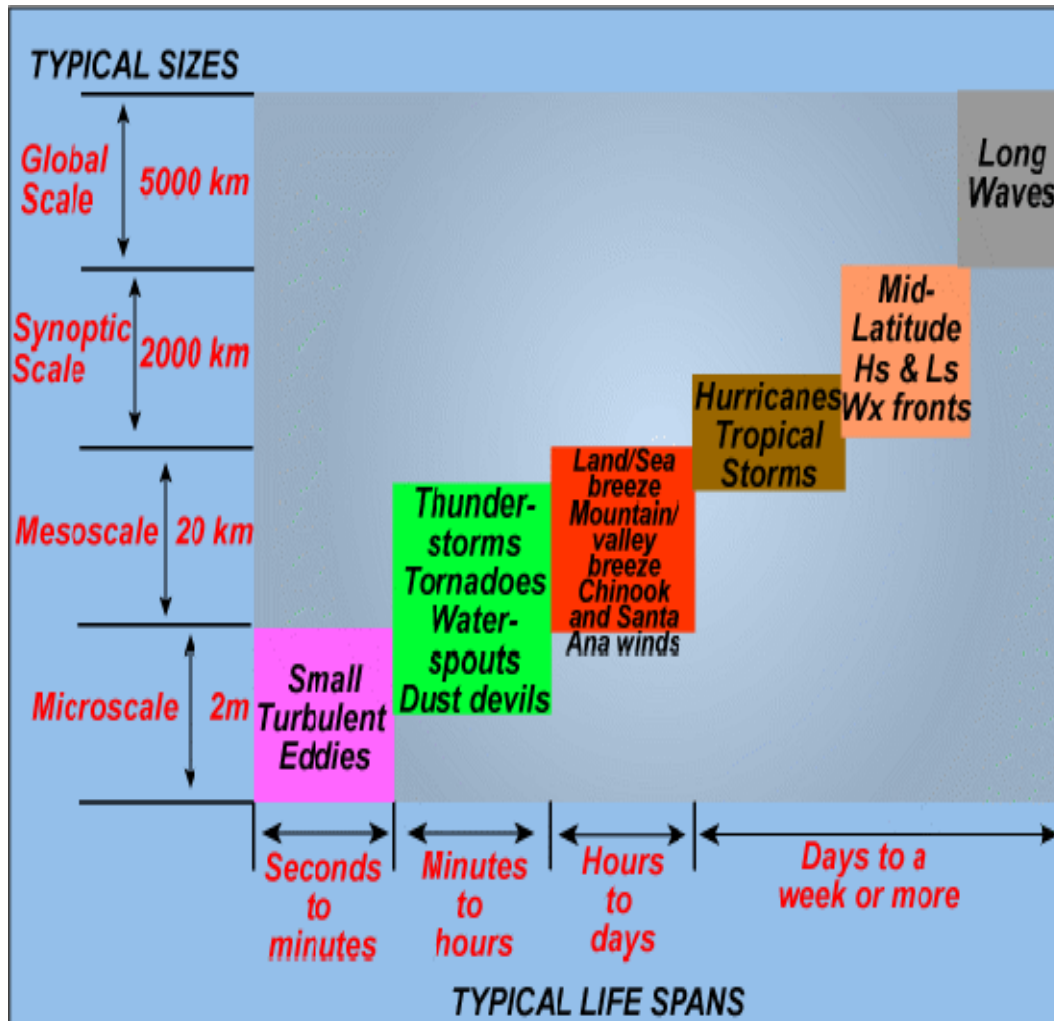 TYPICAL SIZES
Global
Scale
5000 km
Synoptic
Scale
2000 km
Mesoscale
20 km
Microscale
2m
Long
Waves
Mid-
Latitude
Hs & Ls
Wx fronts
Hurricanes
Tropical
Storms
Land/Sea
breeze
Mountain/
valley
breeze
Chinook
and Santa
Ana winds
Thunder-
storms
Tornadoes
Water-
spouts
Dust devils
Small
Turbulent
Eddies
Seconds
to
minutes
Minutes
to
hours
Hours
to
days
Days to a
week or more
TYPICAL LIFE SPANS